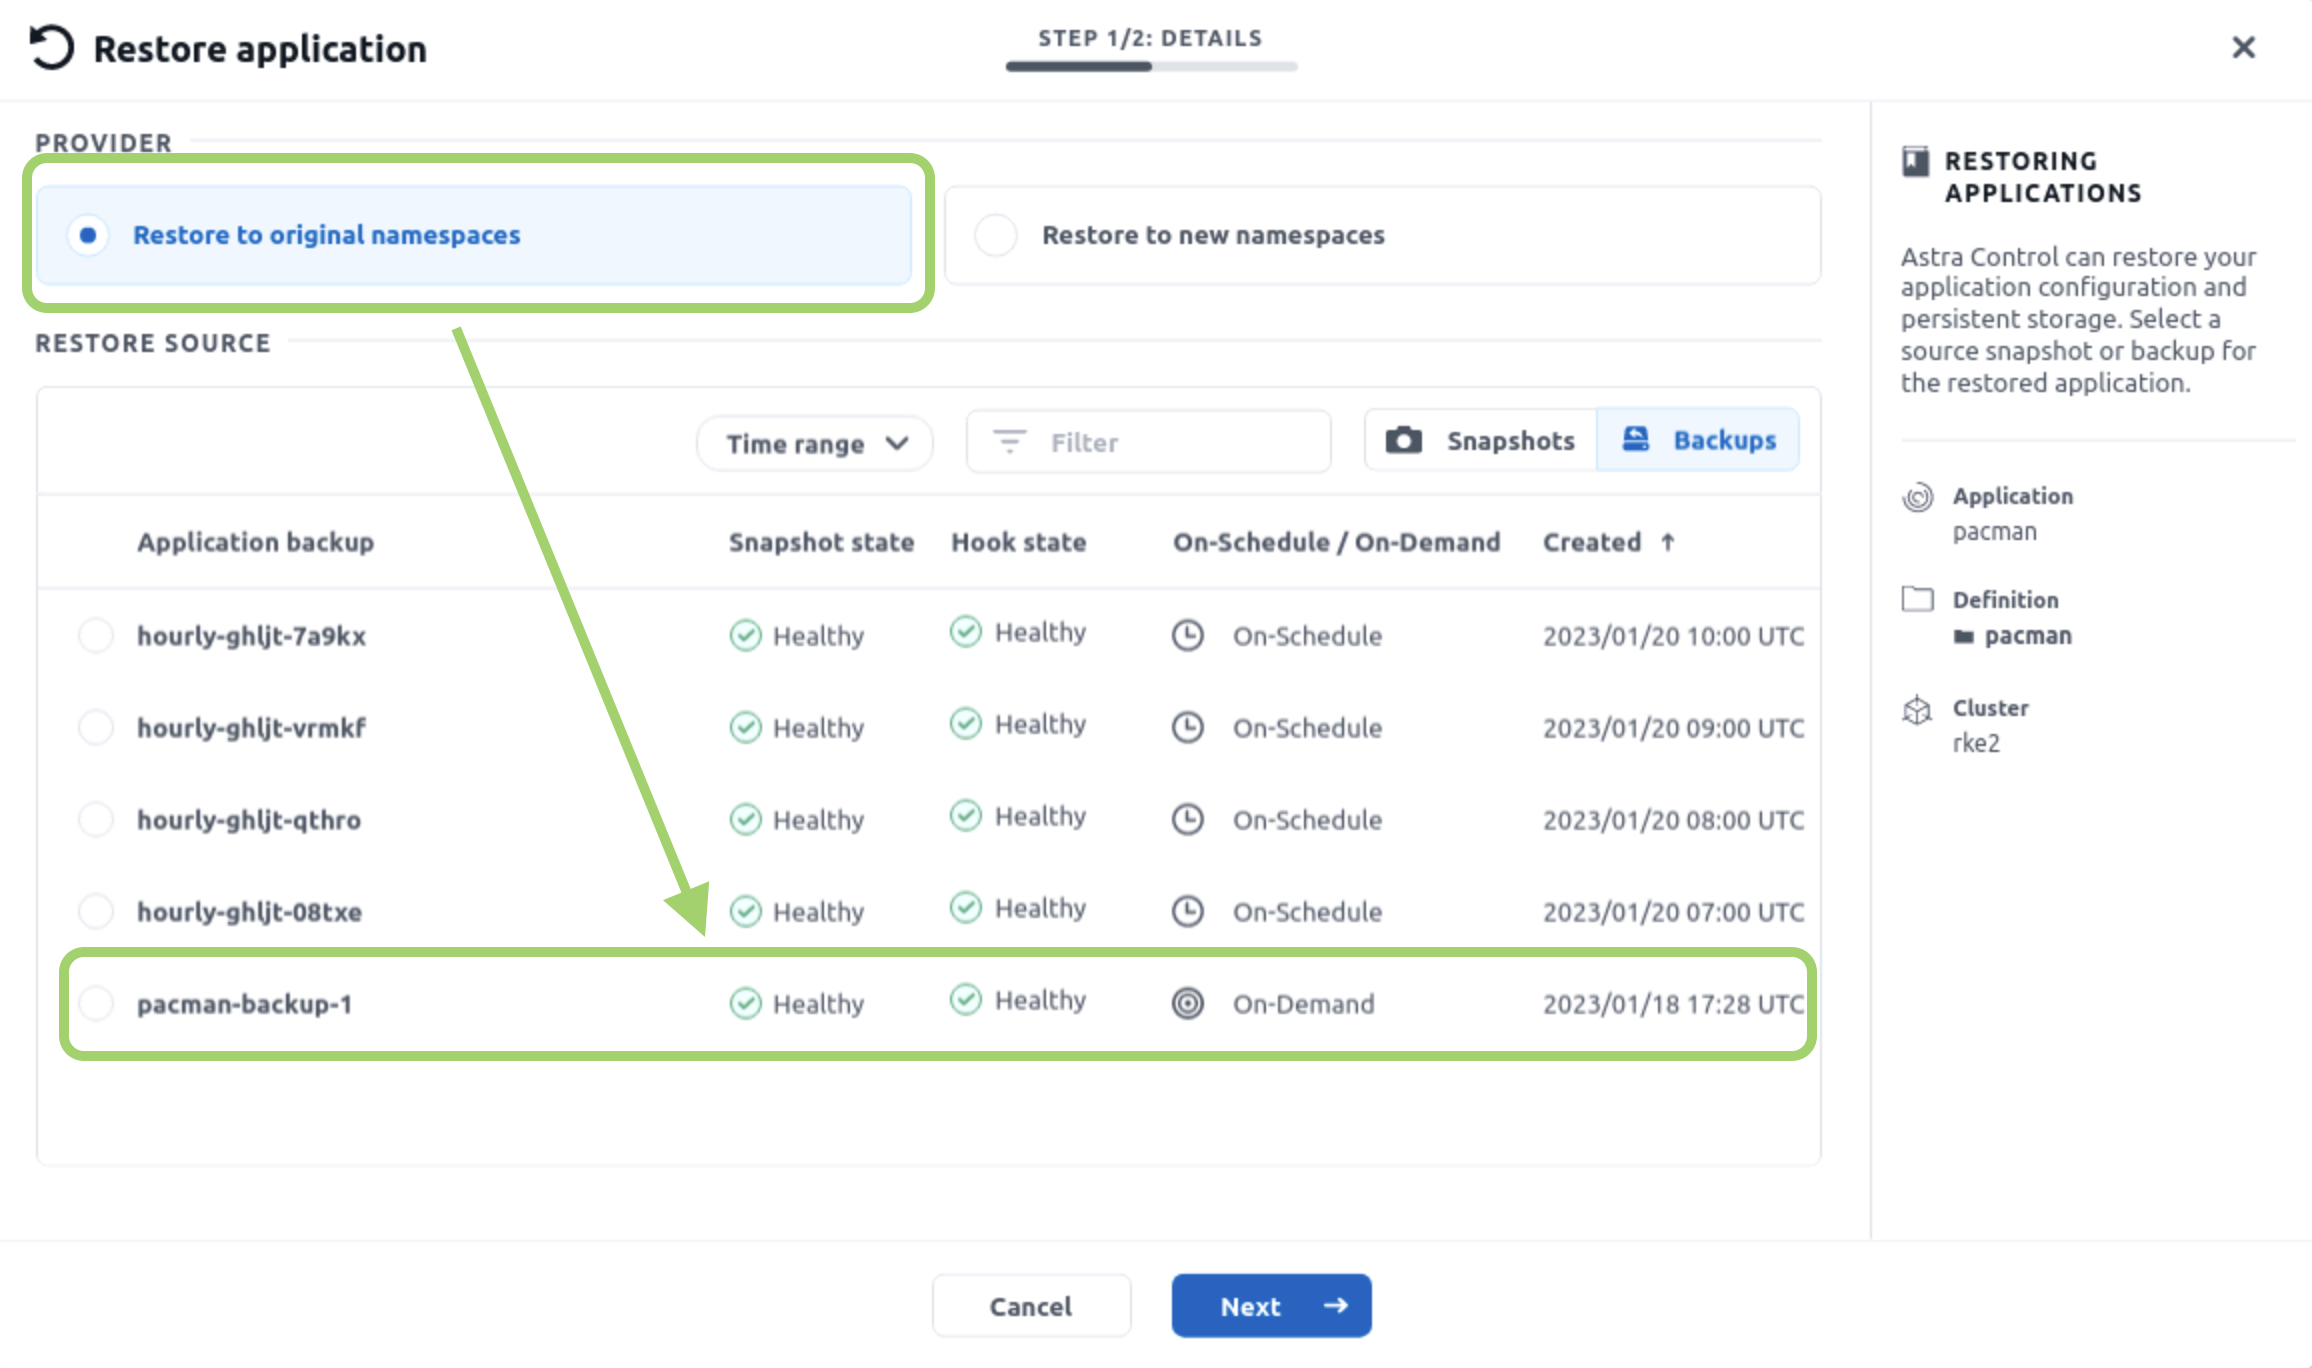 Restore application
STEP 1/2: DETAILS
PROVIDER
Restore to original namespaces
Restore to new namespaces
RESTORE SOURCE
Time range
Filter
Snapshots
Backups
Application backup Snapshot state Hook state On-Schedule / On-Demand Created ↑
hourly-ghljt-7a9kx Healthy Healthy On-Schedule 2023/01/20 10:00 UTC
hourly-ghljt-vrmkf Healthy Healthy On-Schedule 2023/01/20 09:00 UTC
hourly-ghljt-qthro Healthy Healthy On-Schedule 2023/01/20 08:00 UTC
hourly-ghljt-08txe Healthy Healthy On-Schedule 2023/01/20 07:00 UTC
pacman-backup-1 Healthy Healthy On-Demand 2023/01/18 17:28 UTC
RESTORING
APPLICATIONS
Astra Control can restore your
application configuration and
persistent storage. Select a
source snapshot or backup for
the restored application.
Application
pacman
Definition
pacman
Cluster
rke2
Cancel
Next →